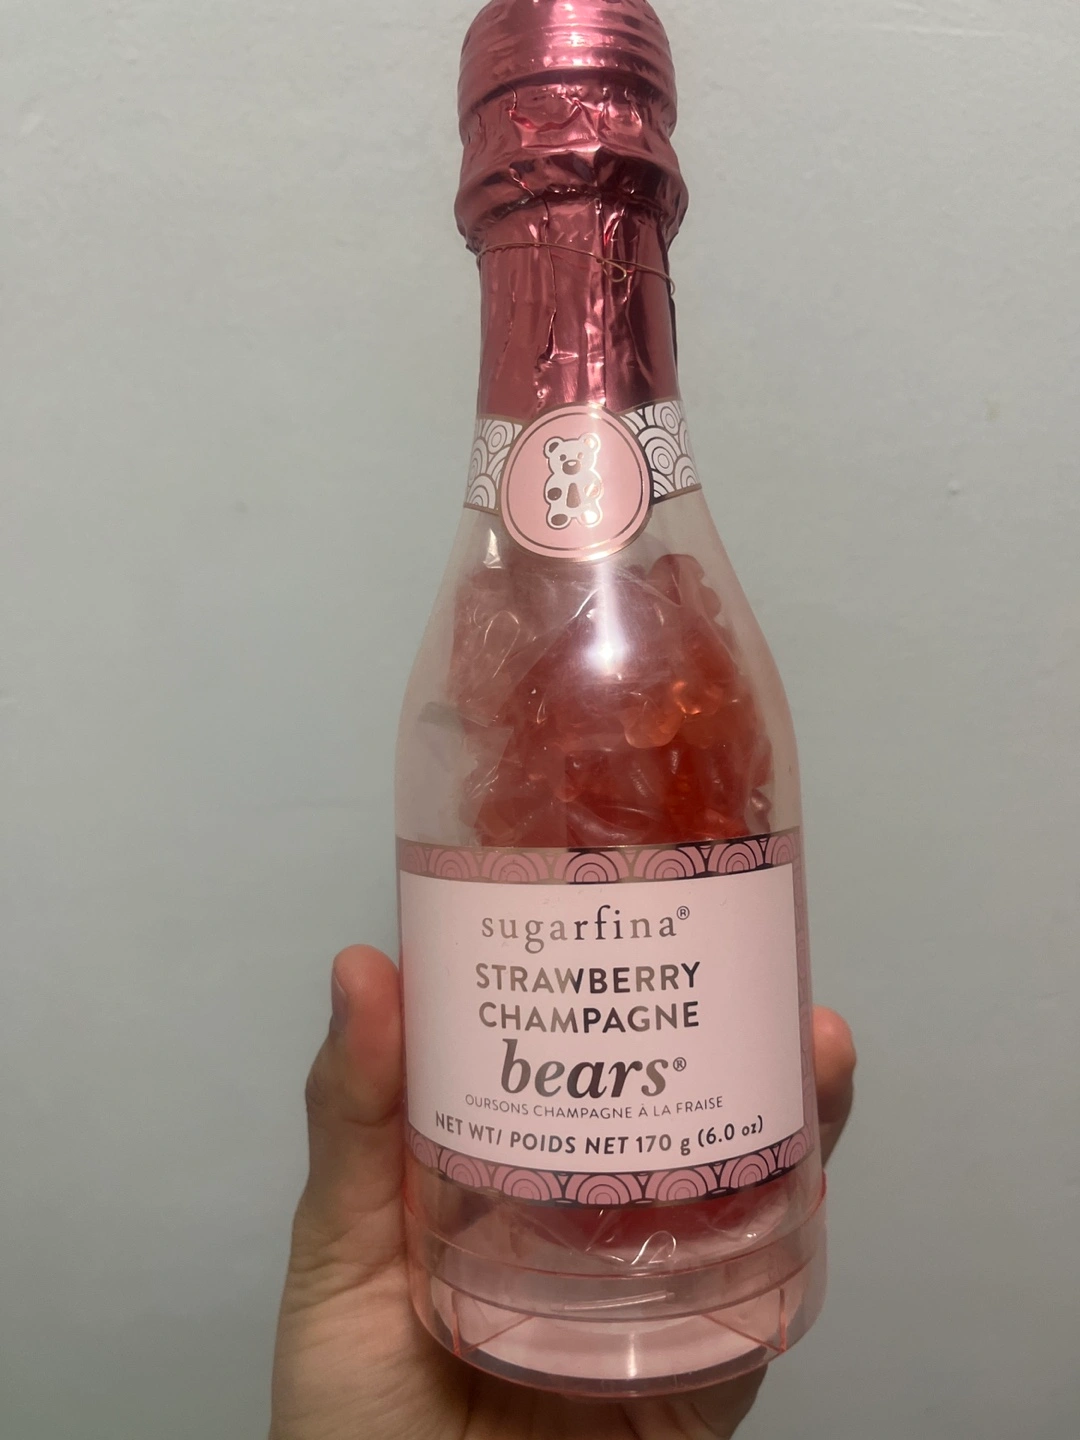 sugarfina®
STRAWBERRY
CHAMPAGNE
bears®
OURSONS CHAMPAGNE À LA FRAISE
NET WT/ POIDS NET 170 g (6.0 oz)